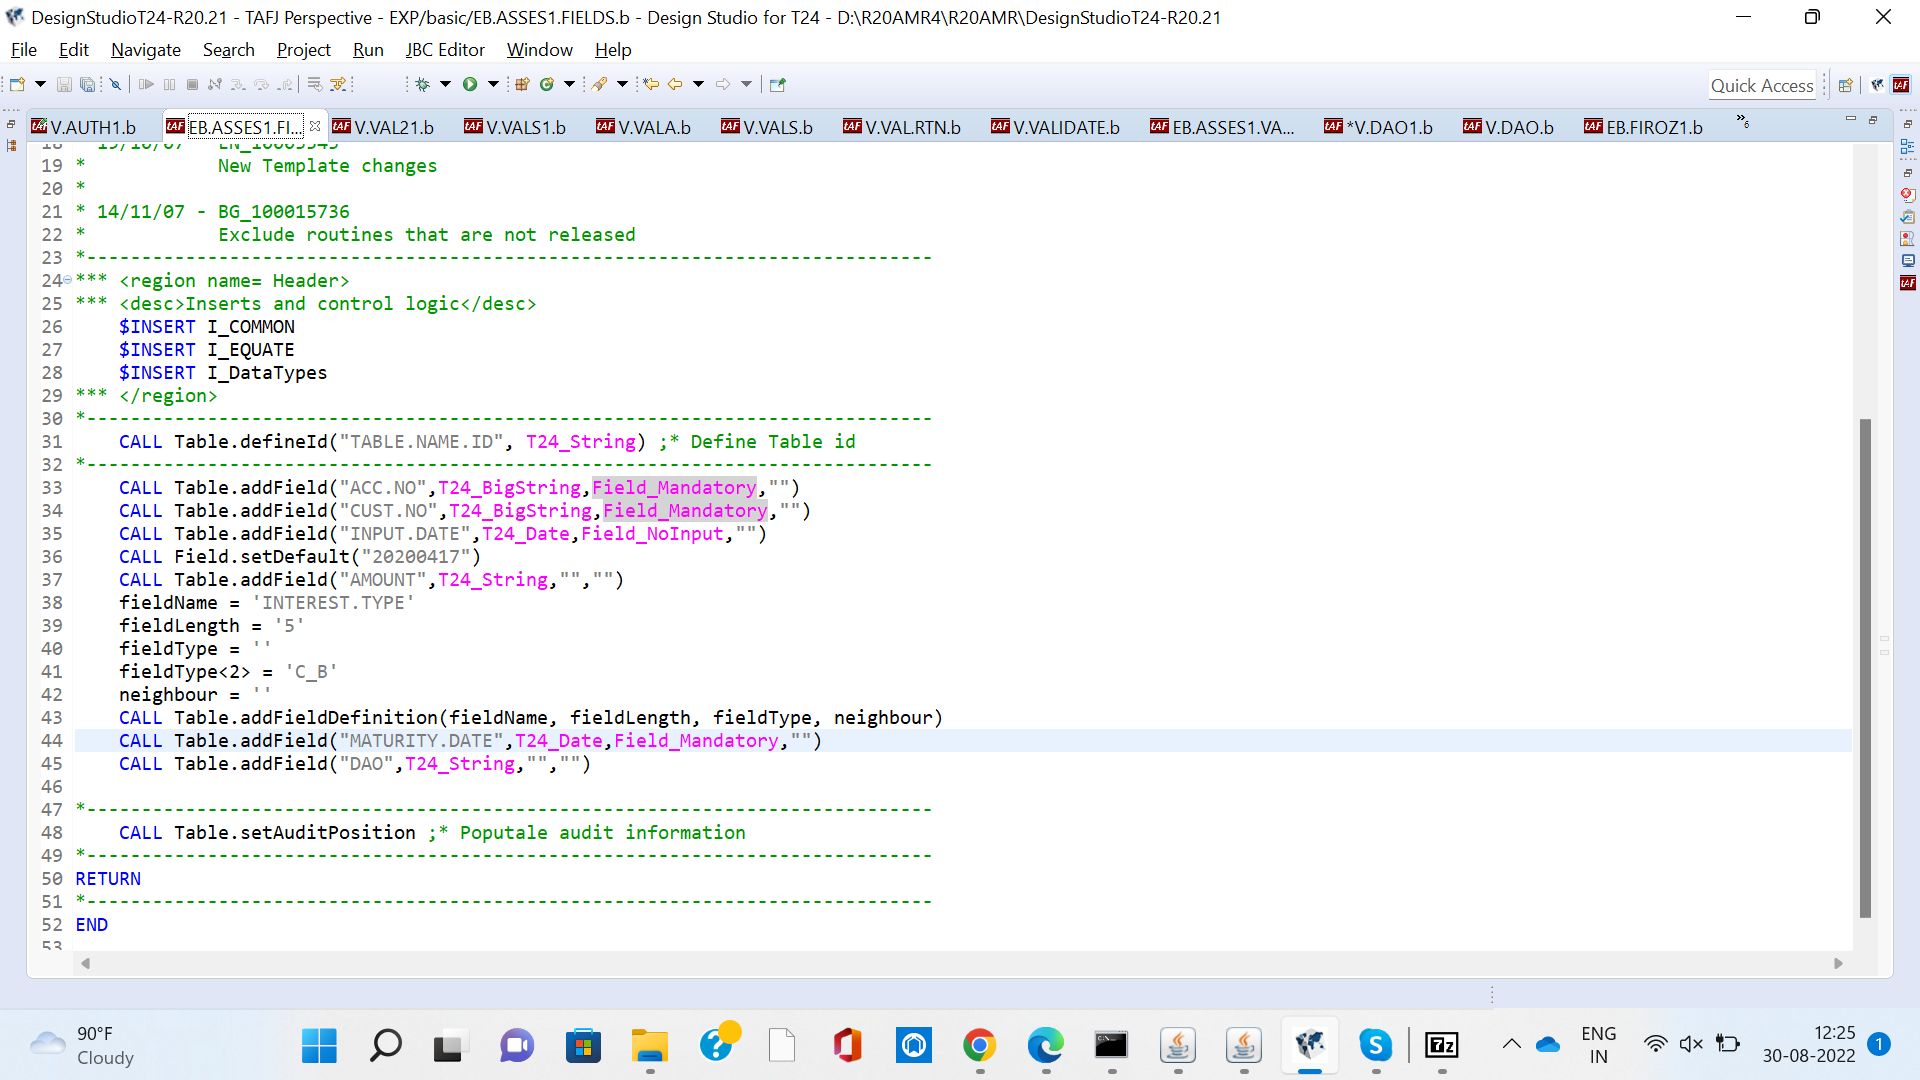 DesignStudioT24-R20.21 - TAFJ Perspective - EXP/basic/EB.ASSES1.FIELDS.b - Design Studio for T24 - D:\R20AMR4\R20AMR\DesignStudioT24-R20.21
File Edit Navigate Search Project Run JBC Editor Window Help
Quick Access
V.AUTH1.b EB.ASSES1.FI... V.VAL21.b V.VALS1.b V.VALA.b V.VALS.b V.VAL.RTN.b V.VALIDATE.b EB.ASSES1.VA... *V.DAO1.b V.DAO.b EB.FIROZ1.b »6
19 * New Template changes
20 *
21 * 14/11/07 - BG_100015736
22 * Exclude routines that are not released
23 *-----------------------------------------------------------------------------
24 *** <region name= Header>
25 *** <desc>Inserts and control logic</desc>
26 $INSERT I_COMMON
27 $INSERT I_EQUATE
28 $INSERT I_DataTypes
29 *** </region>
30 *-----------------------------------------------------------------------------
31 CALL Table.defineId("TABLE.NAME.ID", T24_String) ;* Define Table id
32 *-----------------------------------------------------------------------------
33 CALL Table.addField("ACC.NO",T24_BigString,Field_Mandatory,"")
34 CALL Table.addField("CUST.NO",T24_BigString,Field_Mandatory,"")
35 CALL Table.addField("INPUT.DATE",T24_Date,Field_NoInput,"")
36 CALL Field.setDefault("20200417")
37 CALL Table.addField("AMOUNT",T24_String,"","")
38 fieldName = 'INTEREST.TYPE'
39 fieldLength = '5'
40 fieldType = ''
41 fieldType<2> = 'C_B'
42 neighbour = ''
43 CALL Table.addFieldDefinition(fieldName, fieldLength, fieldType, neighbour)
44 CALL Table.addField("MATURITY.DATE",T24_Date,Field_Mandatory,"")
45 CALL Table.addField("DAO",T24_String,"","")
46
47 *-----------------------------------------------------------------------------
48 CALL Table.setAuditPosition ;* Poputale audit information
49 *-----------------------------------------------------------------------------
50 RETURN
51 *-----------------------------------------------------------------------------
52 END
53
90°F
Cloudy
ENG
IN
12:25
30-08-2022
1